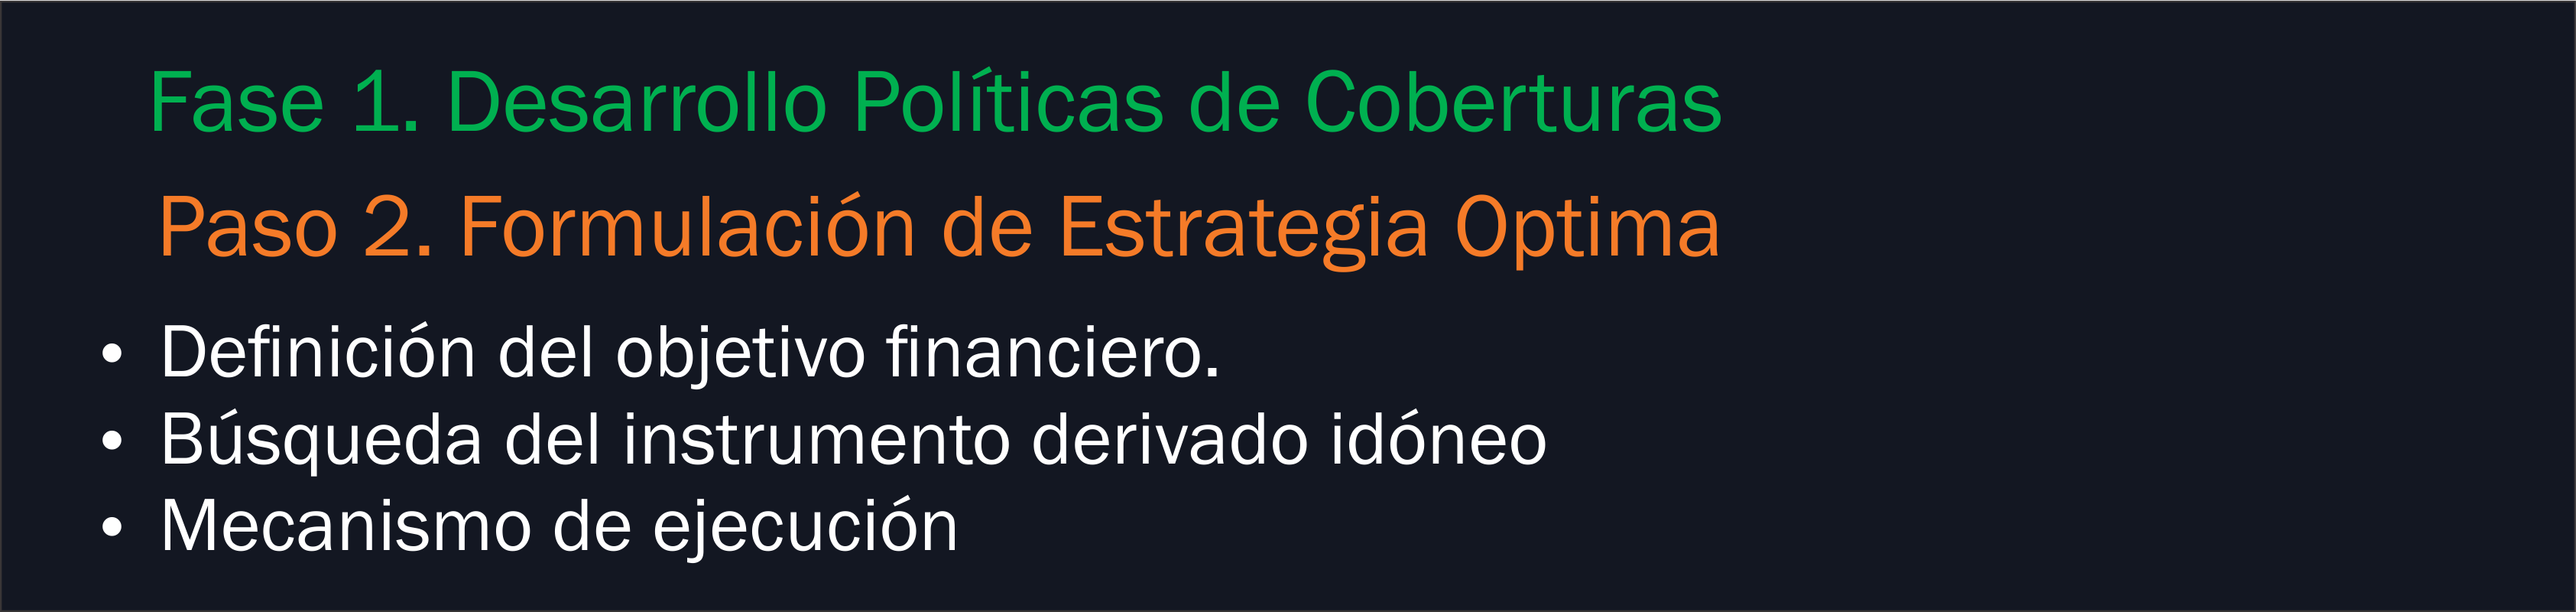 Fase 1. Desarrollo Políticas de Coberturas
Paso 2. Formulación de Estrategia Optima
• Definición del objetivo financiero.
• Búsqueda del instrumento derivado idóneo
• Mecanismo de ejecución